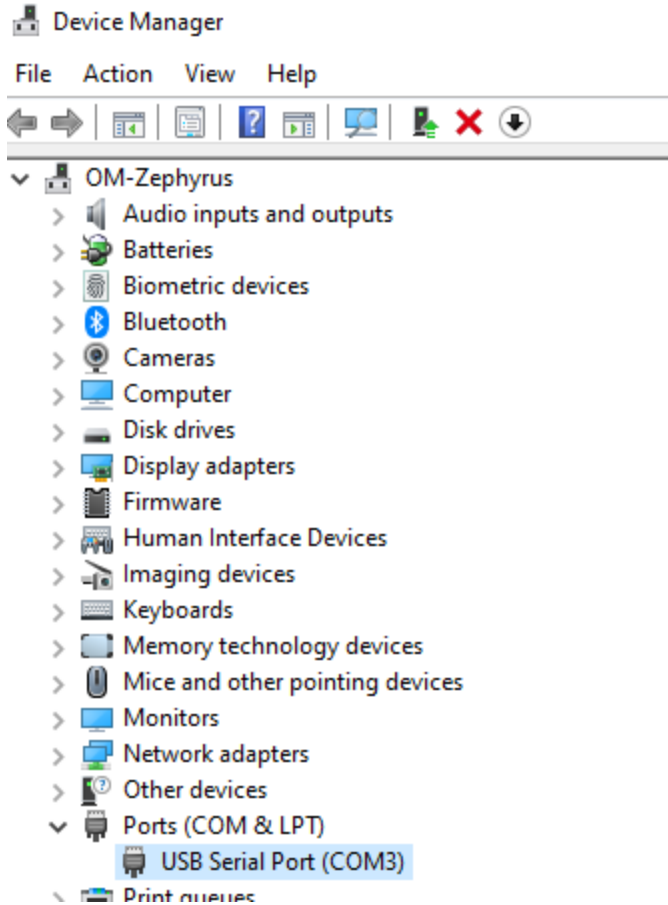 Device Manager
File Action View Help
OM-Zephyrus
Audio inputs and outputs
Batteries
Biometric devices
Bluetooth
Cameras
Computer
Disk drives
Display adapters
Firmware
Human Interface Devices
Imaging devices
Keyboards
Memory technology devices
Mice and other pointing devices
Monitors
Network adapters
Other devices
Ports (COM & LPT)
USB Serial Port (COM3)
Print queues